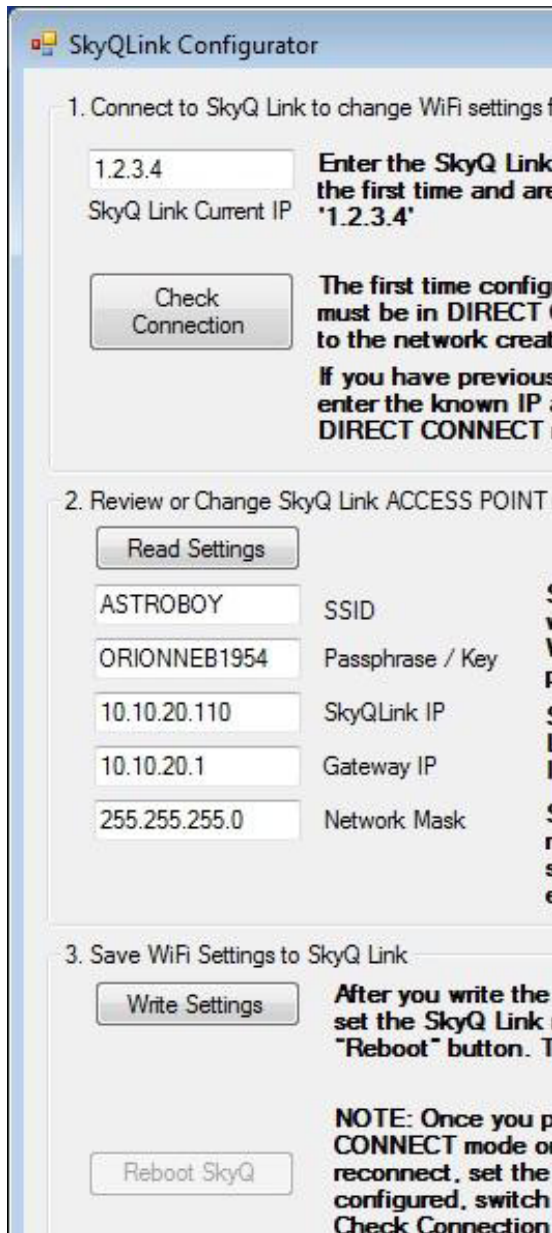 SkyQLink Configurator
1. Connect to SkyQ Link to change WiFi settings
1.2.3.4
SkyQ Link Current IP
Enter the SkyQ Link
the first time and are
'1.2.3.4'
Check
Connection
The first time
must be in DIRECT
to the network
If you have
enter the known IP
DIRECT CONNECT
2. Review or Change SkyQ Link ACCESS POINT
Read Settings
ASTROBOY
SSID
ORIONNEB1954
Passphrase / Key
10.10.20.110
SkyQLink IP
10.10.20.1
Gateway IP
255.255.255.0
Network Mask
3. Save WiFi Settings to SkyQ Link
Write Settings
After you write the
set the SkyQ Link
"Reboot" button.
Reboot SkyQ
NOTE: Once you
CONNECT mode
reconnect, set the
configured, switch
Check Connection